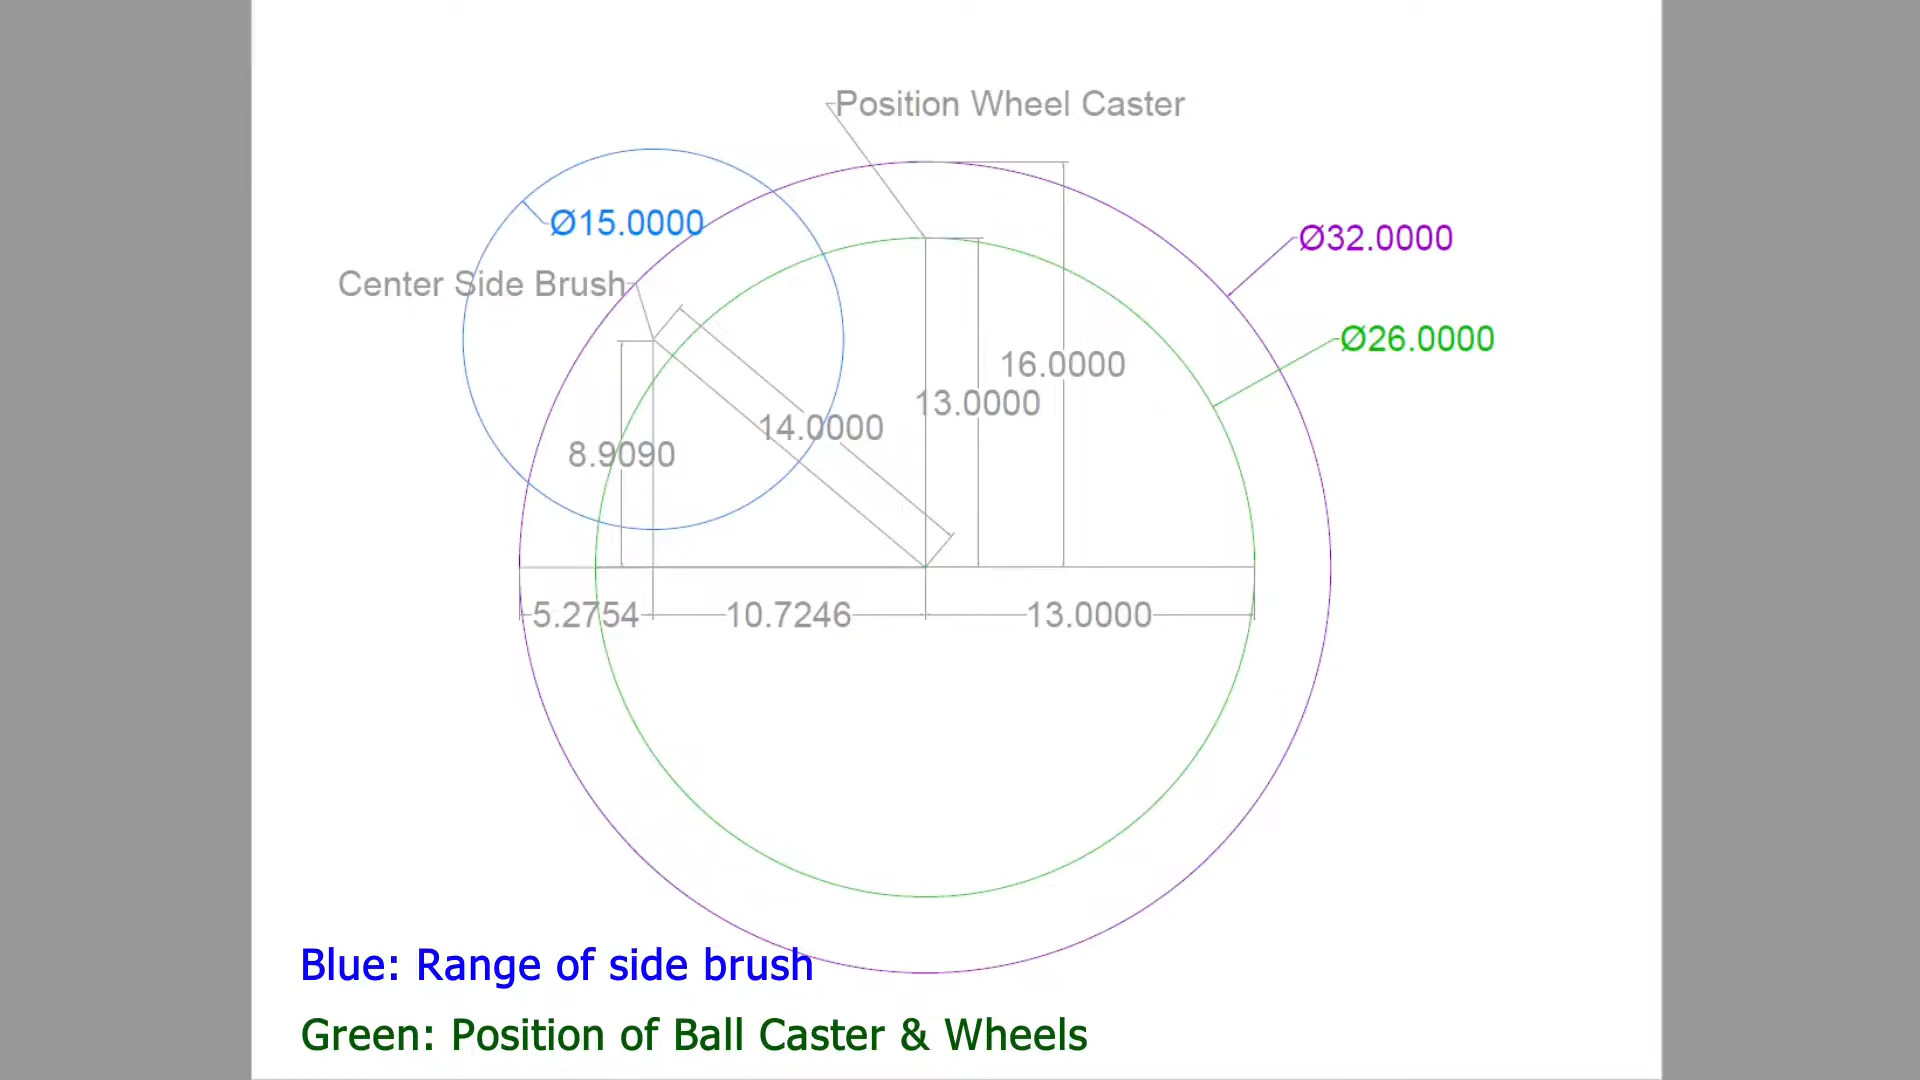 Position Wheel Caster
Ø15.0000
Ø32.0000
Center Side Brush
Ø26.0000
16.0000
13.0000
14.0000
8.9090
5.2754
10.7246
13.0000
Blue: Range of side brush
Green: Position of Ball Caster & Wheels